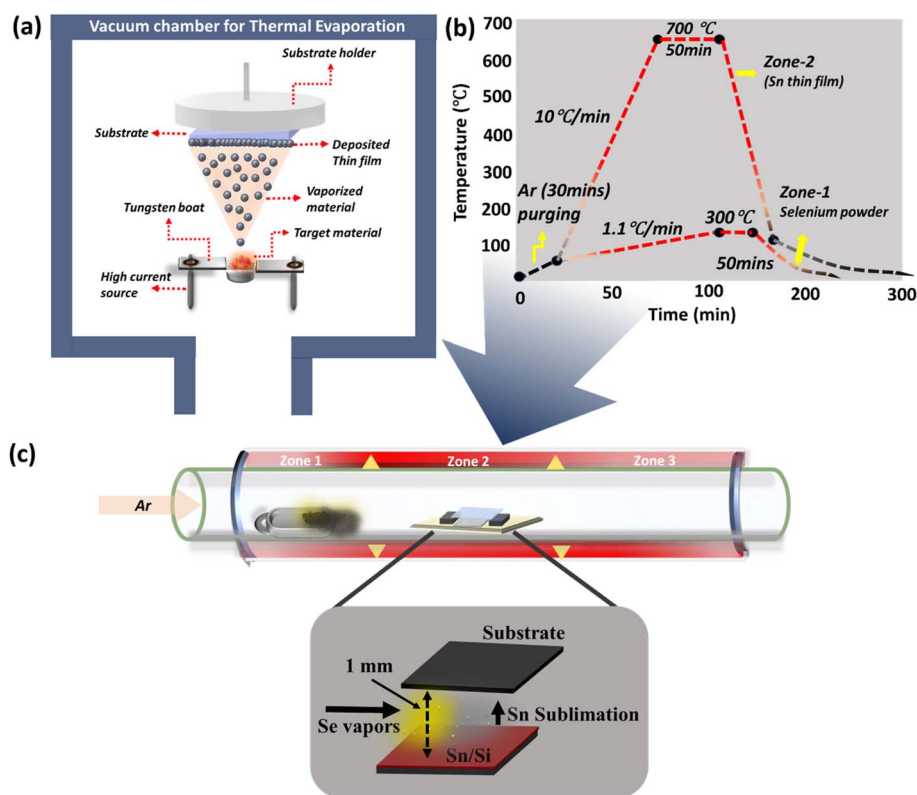 (a)
Vacuum chamber for Thermal Evaporation
Substrate holder
Substrate
Deposited
Thin film
Vaporized
material
Tungsten boat
Target material
High current
source
(b)
700
600
500
400
300
200
100
Temperature (°C)
0
50
100
110
200
300
Time (min)
700 °C
50min
Zone-2
(Sn thin film)
10 °C/min
Ar (30mins)
purging
1.1 °C/min
300 °C
Zone-1
Selenium powder
50mins
(c)
Zone 1
Zone 2
Zone 3
Ar
Substrate
1 mm
Se vapors
Sn Sublimation
Sn/Si